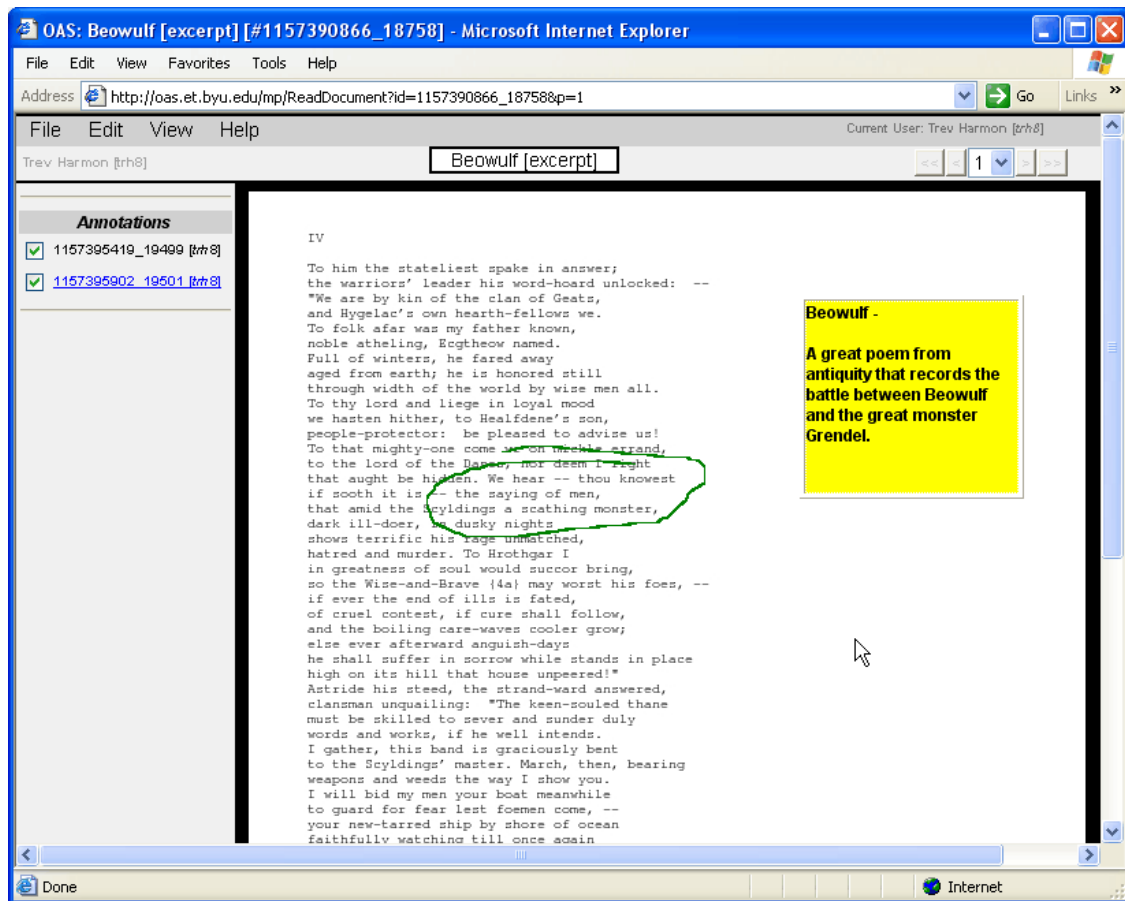 OAS: Beowulf [excerpt] [#1157390866_18758] - Microsoft Internet Explorer
File Edit View Favorites Tools Help
Address http://oas.et.byu.edu/mp/ReadDocument?id=1157390866_18758&p=1 Go Links »
File Edit View Help Current User: Trev Harmon [trh8]
Trev Harmon [trh8] Beowulf [excerpt] << < 1 > >>
Annotations
1157395419_19499 [trh8]
1157395902_19501 [trh8]
IV
To him the stateliest spake in answer;
the warriors' leader his word-hoard unlocked: --
"We are by kin of the clan of Geats,
and Hygelac's own hearth-fellows we.
To folk afar was my father known,
noble atheling, Ecgtheow named.
Full of winters, he fared away
aged from earth; he is honored still
through width of the world by wise men all.
To thy lord and liege in loyal mood
we hasten hither, to Healfdene's son,
people-protector: be pleased to advise us!
To that mighty-one come we on mickle errand,
to the lord of the Danes, nor deem I right
that aught be hidden. We hear -- thou knowest
if sooth it is -- the saying of men,
that amid the Scyldings a scathing monster,
dark ill-doer, in dusky nights
shows terrific his rage unmatched,
hatred and murder. To Hrothgar I
in greatness of soul would succor bring,
so the Wise-and-Brave {4a} may worst his foes, --
if ever the end of ills is fated,
of cruel contest, if cure shall follow,
and the boiling care-waves cooler grow;
else ever afterward anguish-days
he shall suffer in sorrow while stands in place
high on its hill that house unpeered!"
Astride his steed, the strand-ward answered,
clansman unquailing: "The keen-souled thane
must be skilled to sever and sunder duly
words and works, if he well intends.
I gather, this band is graciously bent
to the Scyldings' master. March, then, bearing
weapons and weeds the way I show you.
I will bid my men your boat meanwhile
to guard for fear lest foemen come, --
your new-tarred ship by shore of ocean
faithfully watching till once again
Beowulf -
A great poem from
antiquity that records the
battle between Beowulf
and the great monster
Grendel.
Done Internet